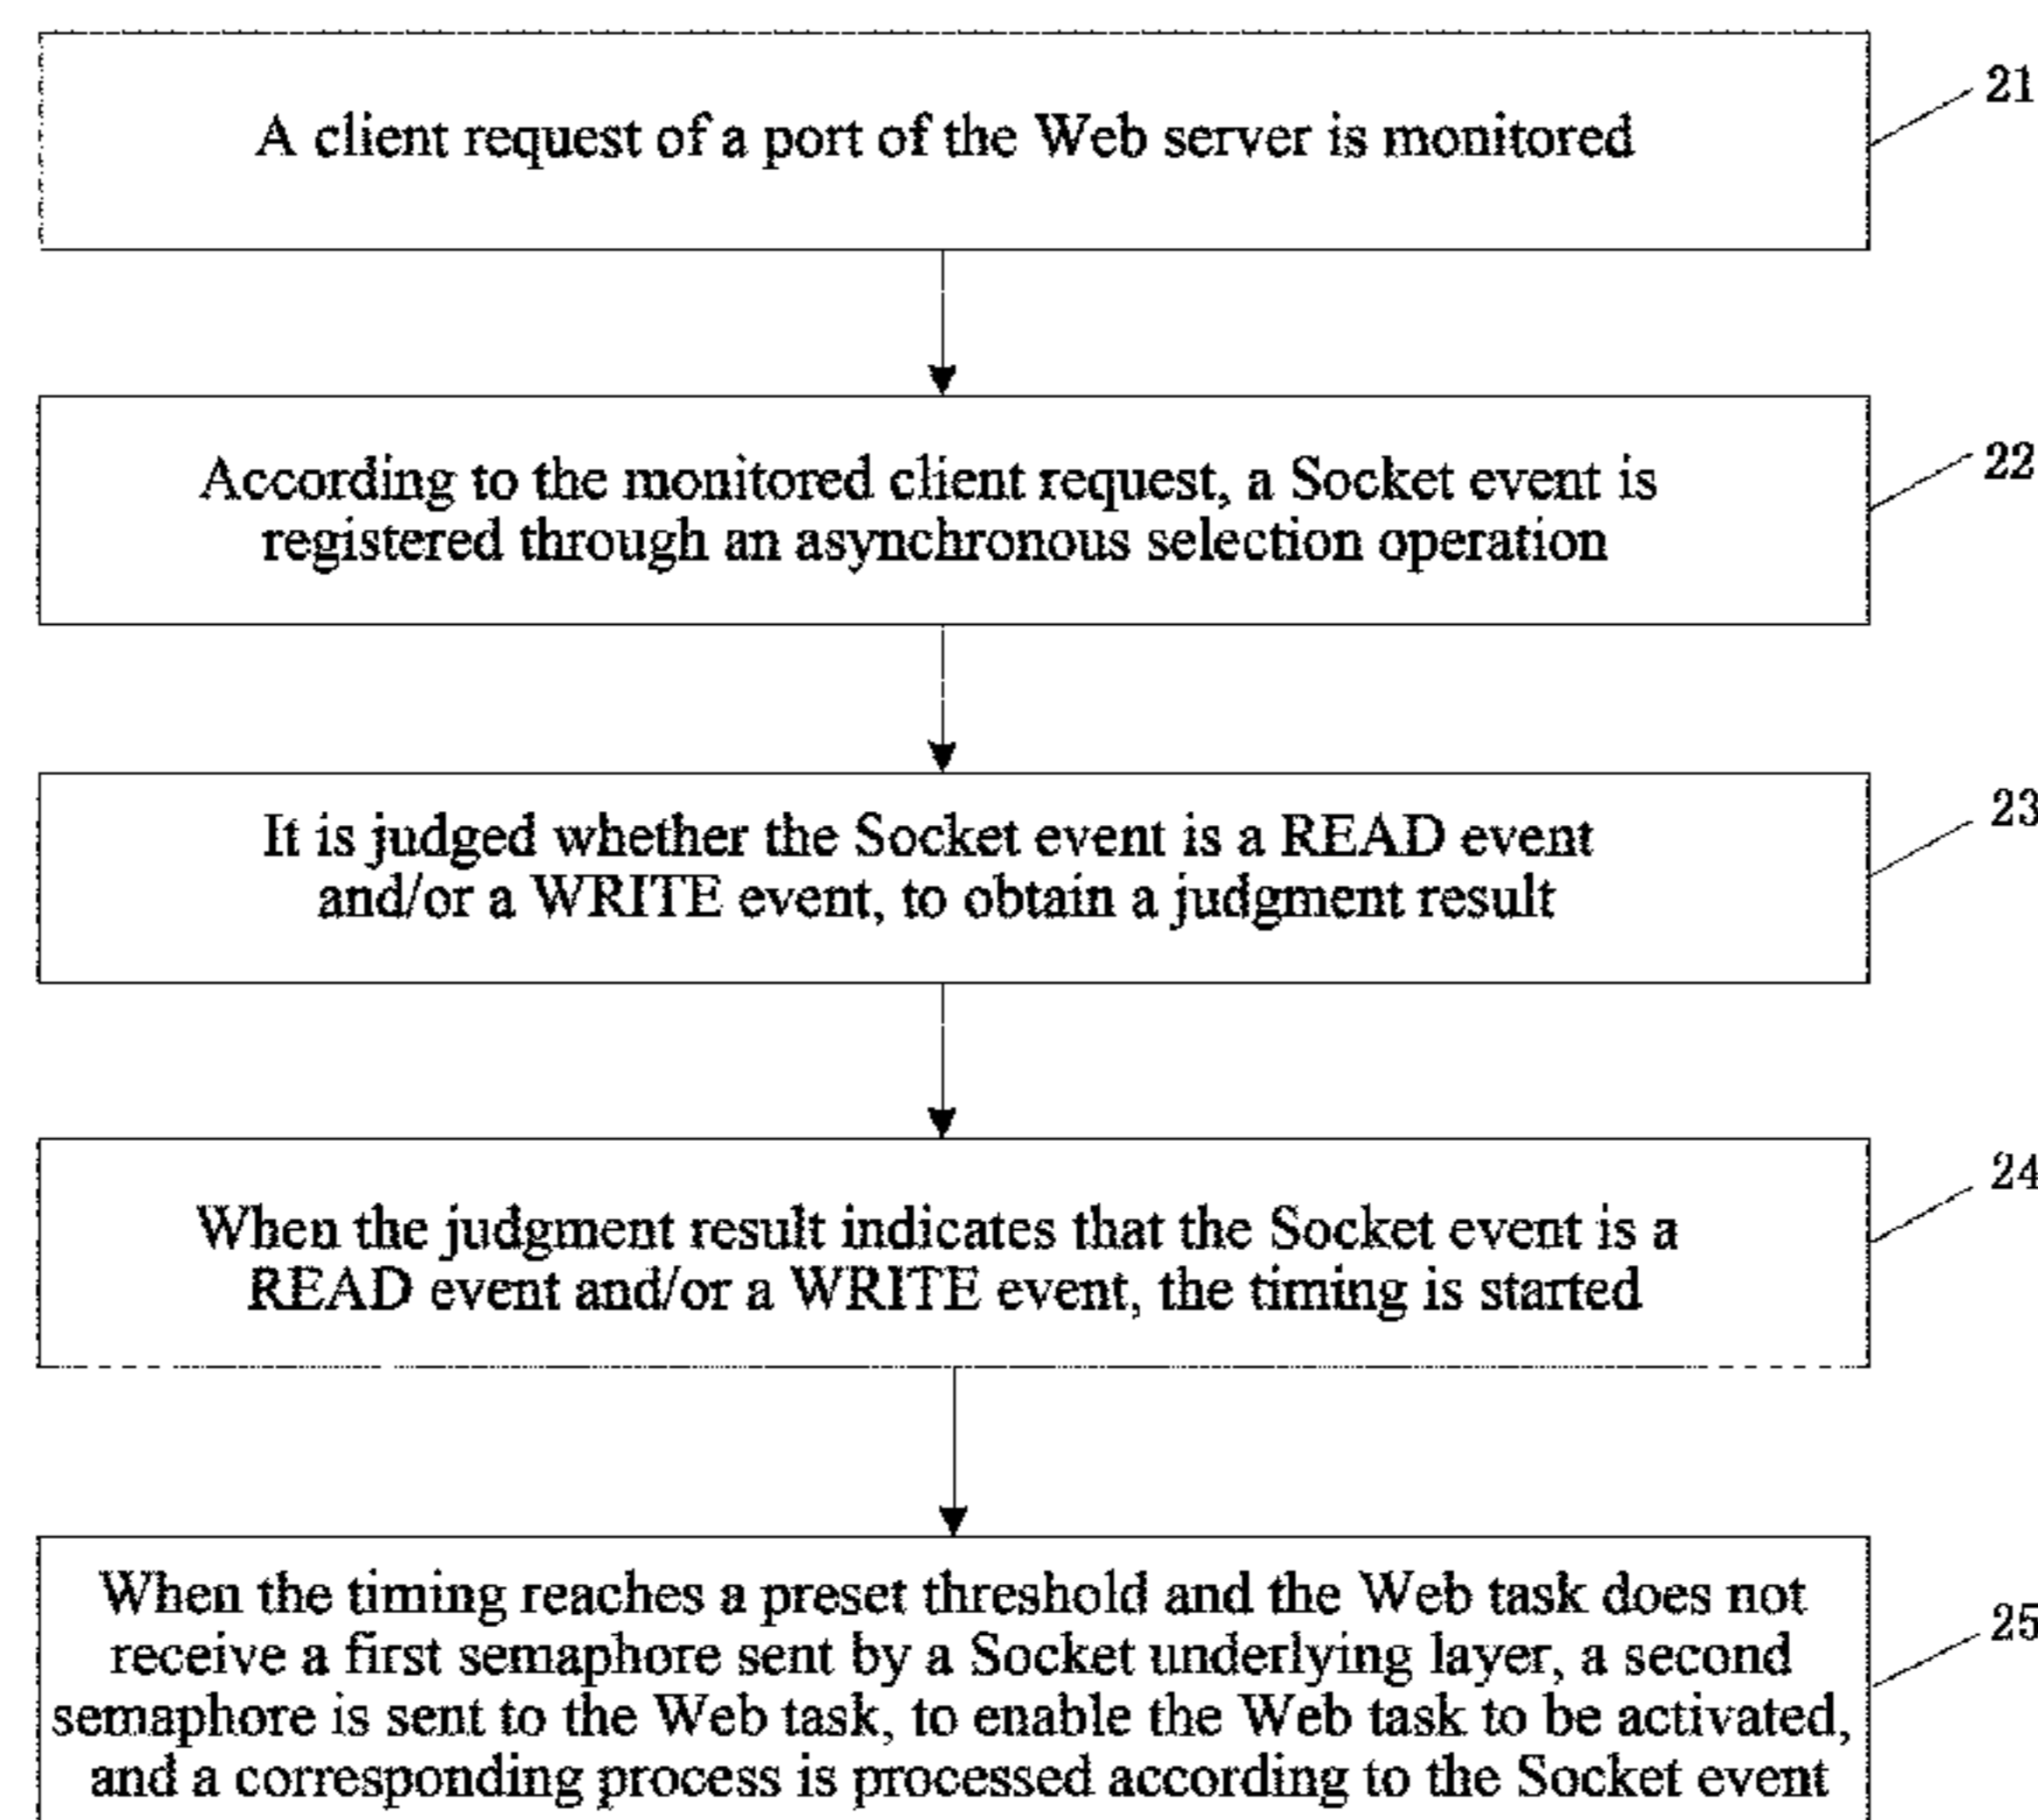 21
A client request of a port of the Web server is monitored
22
According to the monitored client request, a Socket event is
registered through an asynchronous selection operation
23
It is judged whether the Socket event is a READ event
and/or a WRITE event, to obtain a judgment result
24
When the judgment result indicates that the Socket event is a
READ event and/or a WRITE event, the timing is started
25
When the timing reaches a preset threshold and the Web task does not
receive a first semaphore sent by a Socket underlying layer, a second
semaphore is sent to the Web task, to enable the Web task to be activated,
and a corresponding process is processed according to the Socket event